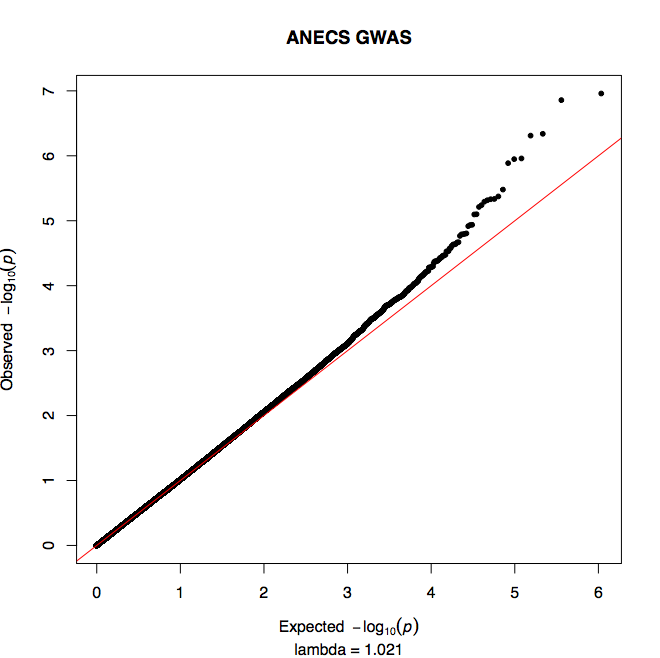 ANECS GWAS
7
6
5
4
3
2
1
0
Observed −log10(p)
0 1 2 3 4 5 6
Expected −log10(p)
lambda = 1.021